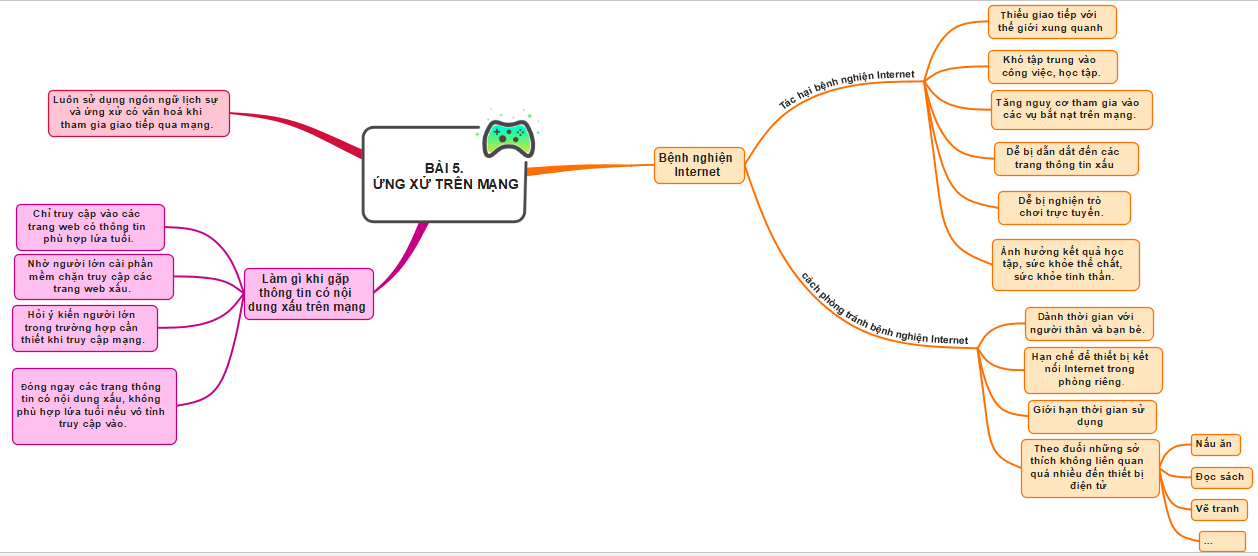 BÀI 5.
ỨNG XỬ TRÊN MẠNG
Luôn sử dụng ngôn ngữ lịch sự
và ứng xử có văn hoá khi
tham gia giao tiếp qua mạng.
Làm gì khi gặp
thông tin có nội
dung xấu trên mạng
Chỉ truy cập vào các
trang web có thông tin
phù hợp lứa tuổi.
Nhờ người lớn cài phần
mềm chặn truy cập các
trang web xấu.
Hỏi ý kiến người lớn
trong trường hợp cần
thiết khi truy cập mạng.
Đóng ngay các trang thông
tin có nội dung xấu, không
phù hợp lứa tuổi nếu vô tình
truy cập vào.
Bệnh nghiện
Internet
Tác hại bệnh nghiện Internet
Thiếu giao tiếp với
thế giới xung quanh
Khó tập trung vào
công việc, học tập.
Tăng nguy cơ tham gia vào
các vụ bắt nạt trên mạng.
Dễ bị dẫn dắt đến các
trang thông tin xấu
Dễ bị nghiện trò
chơi trực tuyến.
Ảnh hưởng kết quả học
tập, sức khỏe thể chất,
sức khỏe tinh thần.
cách phòng tránh bệnh nghiện Internet
Dành thời gian với
người thân và bạn bè.
Hạn chế để thiết bị kết
nối Internet trong
phòng riêng.
Giới hạn thời gian sử
dụng
Theo đuổi những sở
thích không liên quan
quá nhiều đến thiết bị
điện tử
Nấu ăn
Đọc sách
Vẽ tranh
...